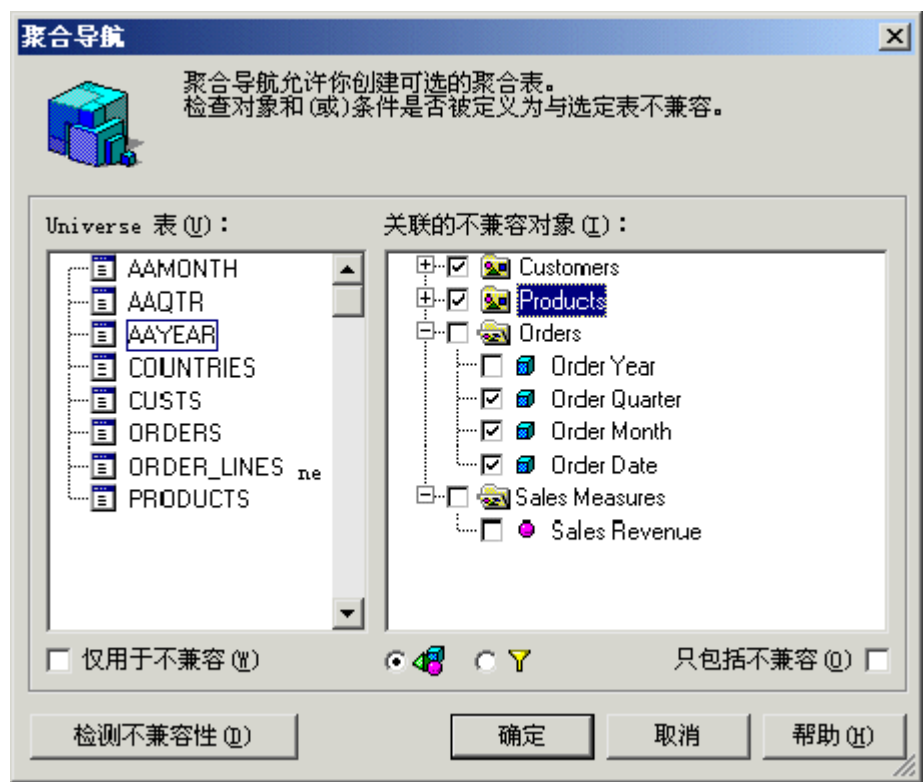 聚合导航
聚合导航允许你创建可选的聚合表。
检查对象和(或)条件是否被定义为与选定表不兼容。
Universe 表(U)：
AAMONTH
AAQTR
AAYEAR
COUNTRIES
CUSTS
ORDERS
ORDER_LINES ne
PRODUCTS
关联的不兼容对象(I)：
Customers
Products
Orders
Order Year
Order Quarter
Order Month
Order Date
Sales Measures
Sales Revenue
仅用于不兼容(W)
只包括不兼容(O)
检测不兼容性(D)
确定
取消
帮助(H)